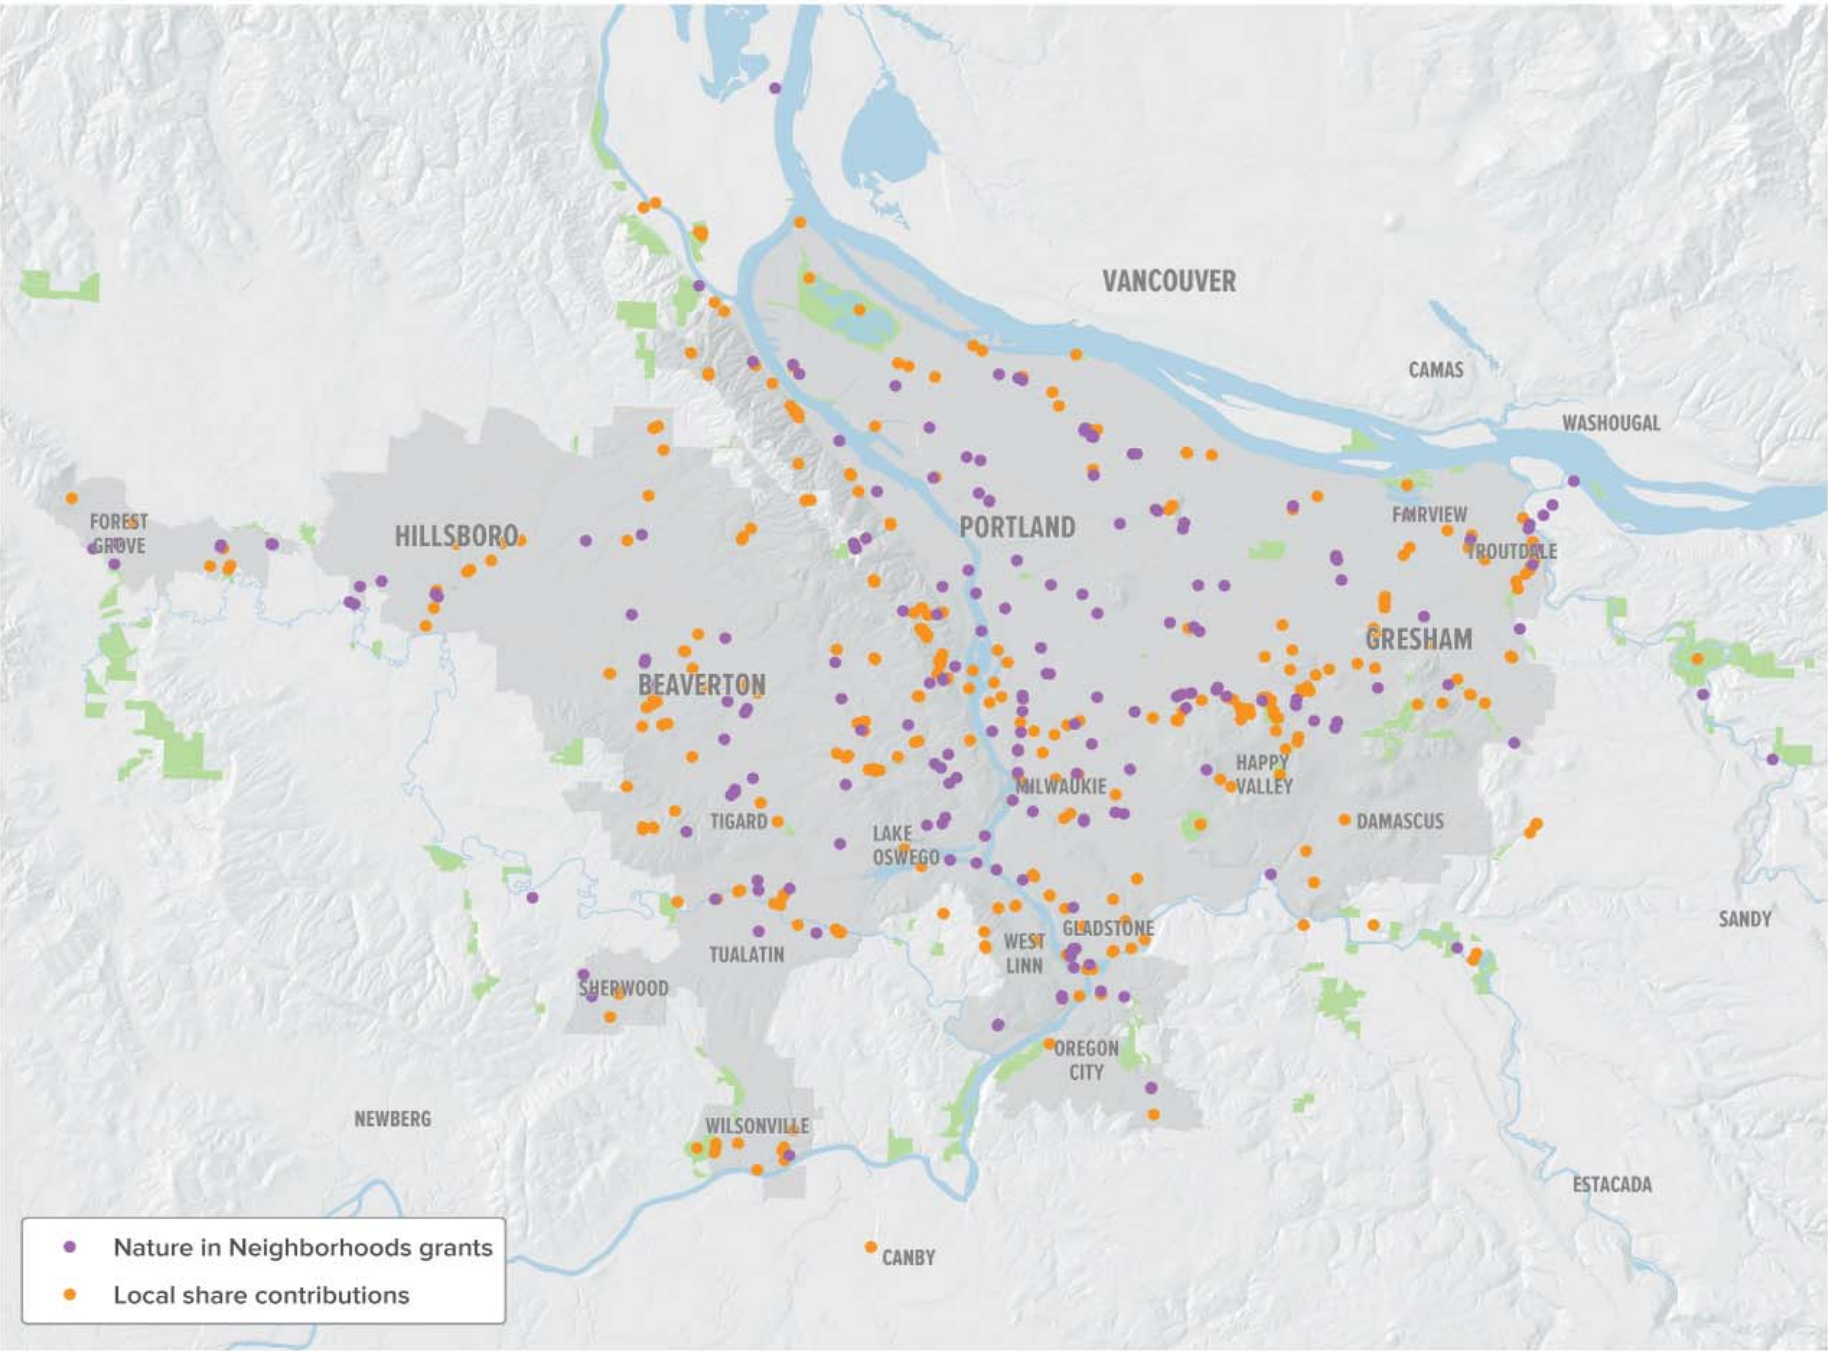 VANCOUVER
CAMAS
WASHOUGAL
FOREST
GROVE
HILLSBORO
PORTLAND
FAIRVIEW
TROUTDALE
GRESHAM
BEAVERTON
HAPPY
VALLEY
MILWAUKIE
TIGARD
LAKE
OSWEGO
DAMASCUS
SANDY
GLADSTONE
WEST
LINN
TUALATIN
SHERWOOD
OREGON
CITY
NEWBERG
WILSONVILLE
ESTACADA
CANBY
Nature in Neighborhoods grants
Local share contributions